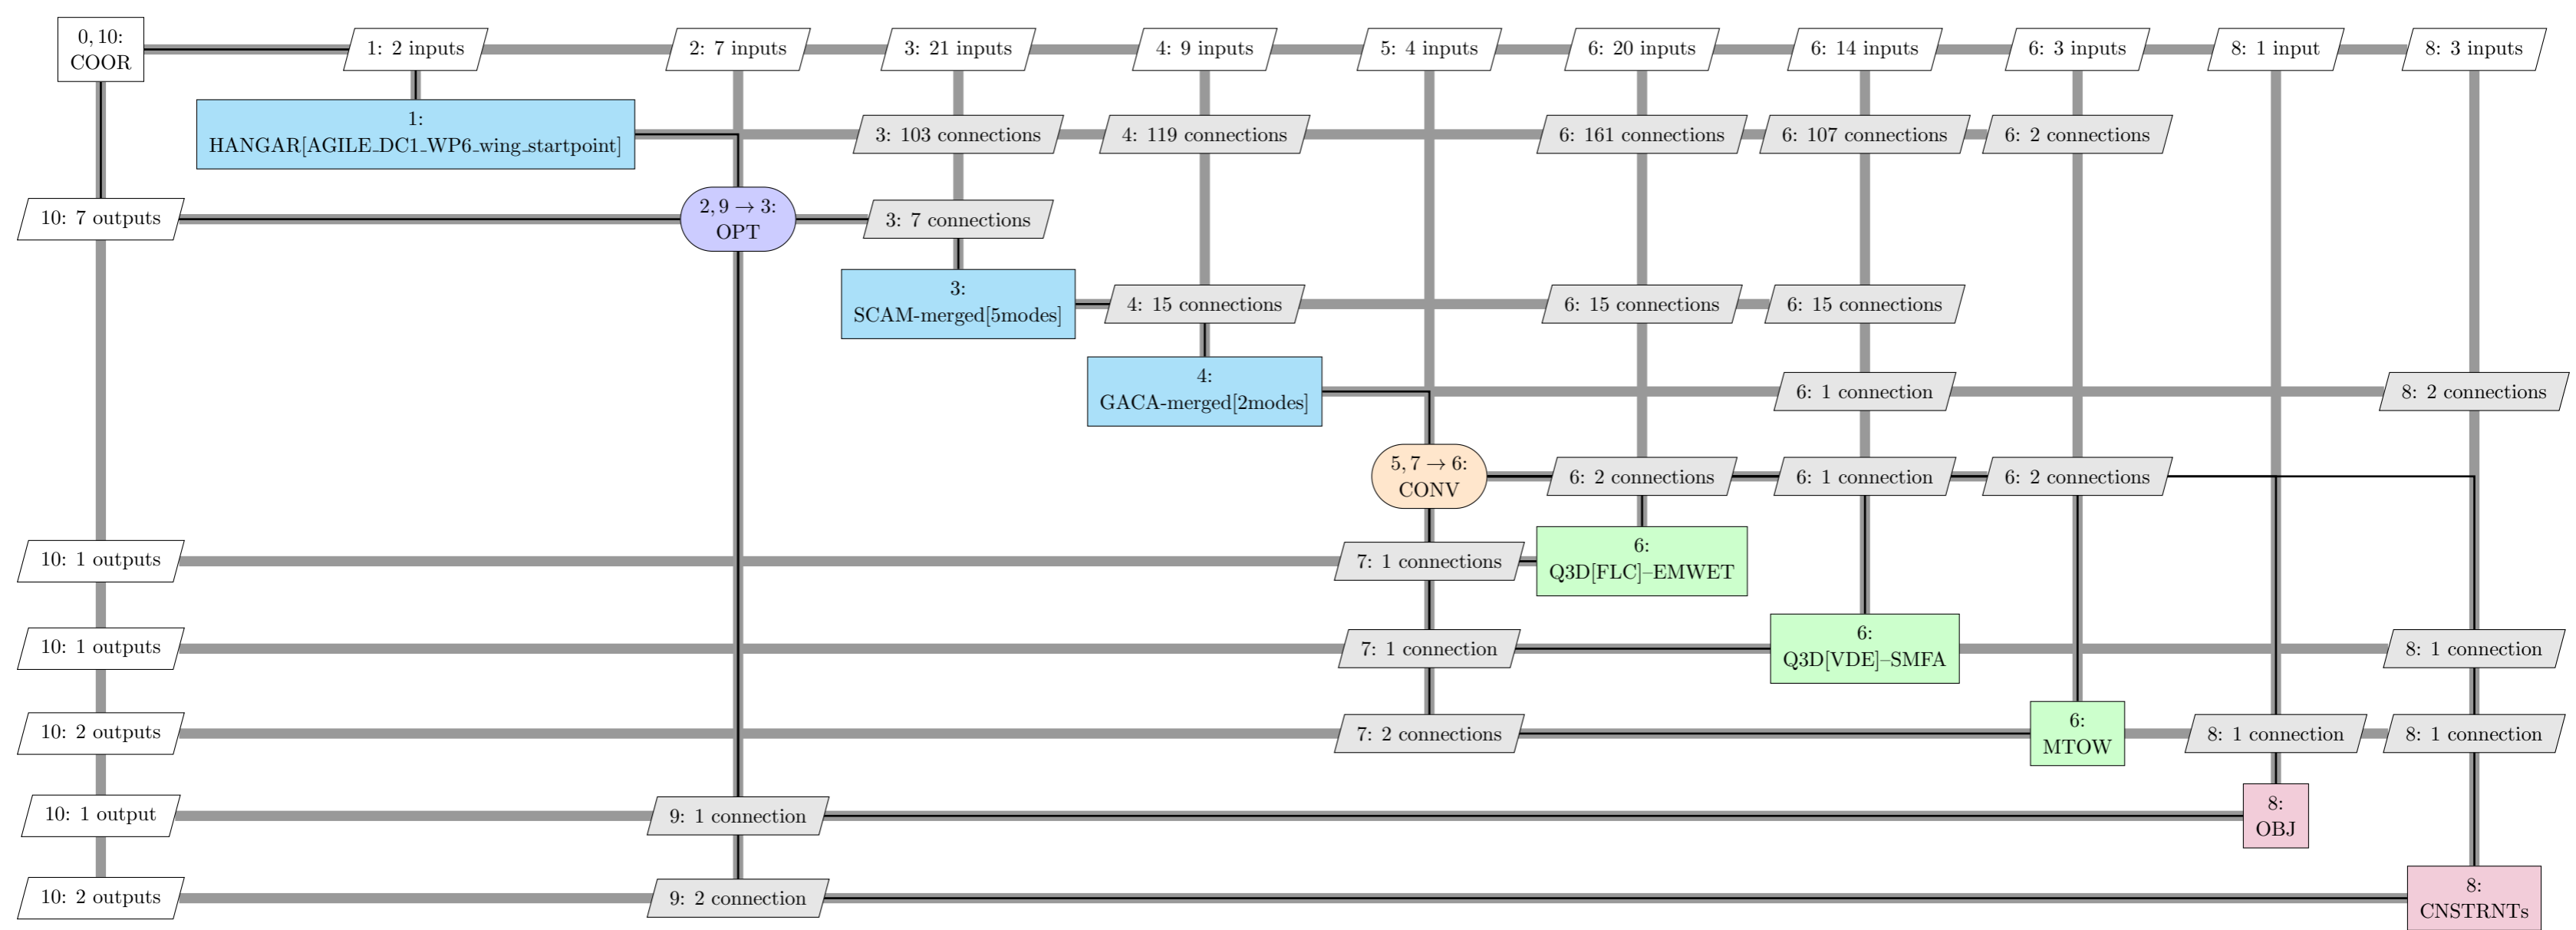 0, 10:
COOR
1: 2 inputs
2: 7 inputs
3: 21 inputs
4: 9 inputs
5: 4 inputs
6: 20 inputs
6: 14 inputs
6: 3 inputs
8: 1 input
8: 3 inputs
1:
HANGAR[AGILE_DC1_WP6_wing_startpoint]
3: 103 connections
4: 119 connections
6: 161 connections
6: 107 connections
6: 2 connections
10: 7 outputs
2, 9 → 3:
OPT
3: 7 connections
3:
SCAM-merged[5modes]
4: 15 connections
6: 15 connections
6: 15 connections
4:
GACA-merged[2modes]
6: 1 connection
8: 2 connections
5, 7 → 6:
CONV
6: 2 connections
6: 1 connection
6: 2 connections
10: 1 outputs
7: 1 connections
6:
Q3D[FLC]–EMWET
10: 1 outputs
7: 1 connection
6:
Q3D[VDE]–SMFA
8: 1 connection
10: 2 outputs
7: 2 connections
6:
MTOW
8: 1 connection
8: 1 connection
10: 1 output
9: 1 connection
8:
OBJ
10: 2 outputs
9: 2 connection
8:
CNSTRNTs